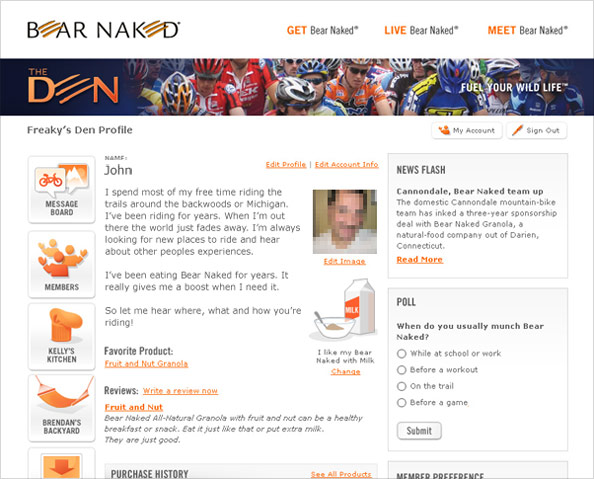 BEAR NAKED®
GET Bear Naked®
LIVE Bear Naked®
MEET Bear Naked®
THE
DEN
FUEL YOUR WILD LIFE™
Freaky's Den Profile
My Account
Sign Out
MESSAGE
BOARD
MEMBERS
KELLY'S
KITCHEN
BRENDAN'S
BACKYARD
NAME:
John
Edit Profile | Edit Account Info
I spend most of my free time riding the
trails around the backwoods or Michigan.
I've been riding for years. When I'm out
there the world just fades away. I'm always
looking for new places to ride and hear
about other peoples experiences.
I've been eating Bear Naked for years. It
really gives me a boost when I need it.
So let me hear where, what and how you're
riding!
Edit Image
MILK
I like my Bear
Naked with Milk
Change
Favorite Product:
Fruit and Nut Granola
Reviews: Write a review now
Fruit and Nut
Bear Naked All-Natural Granola with fruit and nut can be a healthy
breakfast or snack. Eat it just like that or put extra milk.
They are just good.
PURCHASE HISTORY
See All Products
NEWS FLASH
Cannondale, Bear Naked team up
The domestic Cannondale mountain-bike
team has inked a three-year sponsorship
deal with Bear Naked Granola, a
natural-food company out of Darien,
Connecticut.
Read More
POLL
When do you usually munch Bear
Naked?
While at school or work
Before a workout
On the trail
Before a game
Submit
MEMBER PREFERENCE